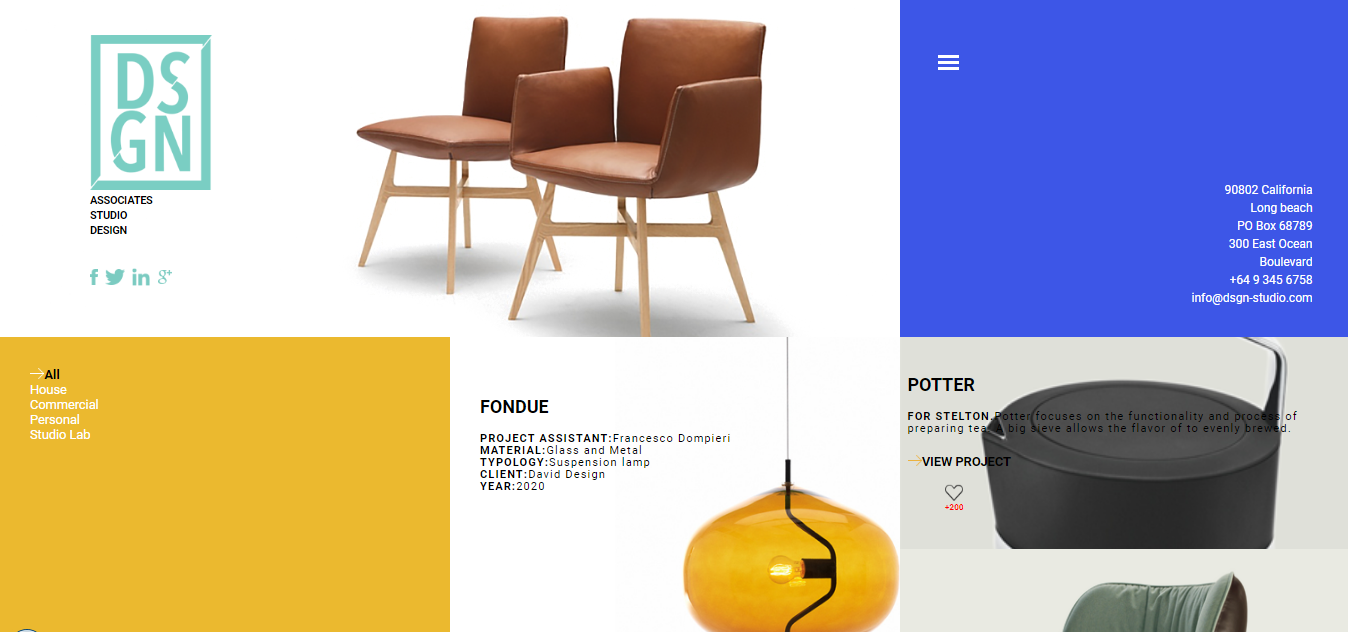 DS
GN
ASSOCIATES
STUDIO
DESIGN
90802 California
Long beach
PO Box 68789
300 East Ocean
Boulevard
+64 9 345 6758
info@dsgn-studio.com
All
House
Commercial
Personal
Studio Lab
FONDUE
PROJECT ASSISTANT:Francesco Dompieri
MATERIAL:Glass and Metal
TYPOLOGY:Suspension lamp
CLIENT:David Design
YEAR:2020
POTTER
FOR STELTON.Potter focuses on the functionality and process of
preparing tea. A big sieve allows the flavor of to evenly brewed.
VIEW PROJECT
+200